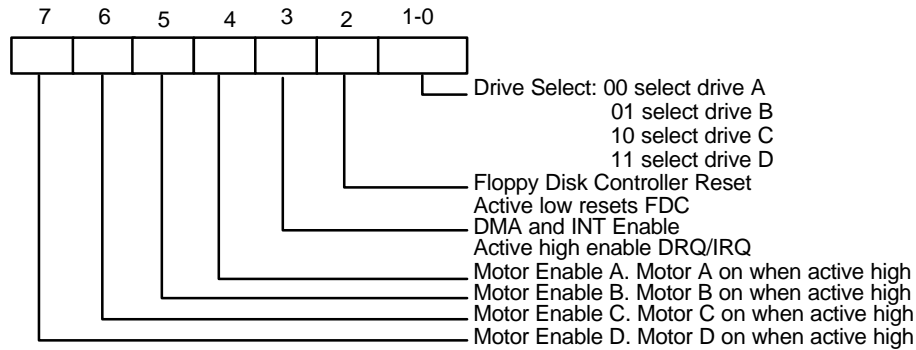 7 6 5 4 3 2 1-0
Drive Select: 00 select drive A
01 select drive B
10 select drive C
11 select drive D
Floppy Disk Controller Reset
Active low resets FDC
DMA and INT Enable
Active high enable DRQ/IRQ
Motor Enable A. Motor A on when active high
Motor Enable B. Motor B on when active high
Motor Enable C. Motor C on when active high
Motor Enable D. Motor D on when active high